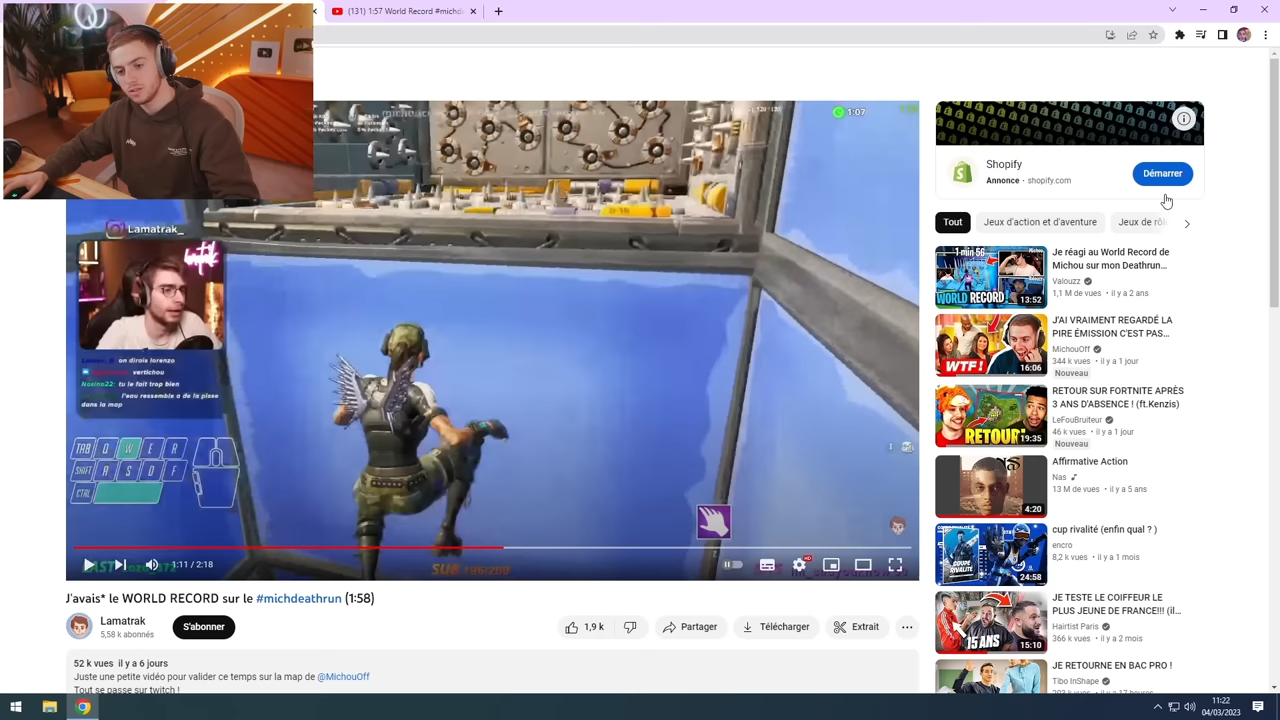 (131) 1:57 World Record #michde
1:07
Shopify
Annonce · shopify.com
Démarrer
Lamatrak_
Tout
Jeux d'action et d'aventure
Jeux de rôl
on dirais lorenzo
vertichou
Noxino22: tu le fait trop bien
l'eau ressemble a de la pisse
dans la map
TAB Q W E R
SHIFT A S D F
CTRL
1 min 56
WORLD RECORD!
13:52
Je réagi au World Record de
Michou sur mon Deathrun...
Valouzz
1,1 M de vues · il y a 2 ans
WTF !
16:06
J'AI VRAIMENT REGARDÉ LA
PIRE ÉMISSION C'EST PAS...
MichouOff
344 k vues · il y a 1 jour
Nouveau
RETOUR
19:35
RETOUR SUR FORTNITE APRÈS
3 ANS D'ABSENCE ! (ft.Kenzis)
LeFouBruiteur
46 k vues · il y a 1 jour
Nouveau
4:20
Affirmative Action
Nas
13 M de vues · il y a 5 ans
COUPE
RIVALITÉ
24:58
cup rivalité (enfin qual ? )
encro
8,2 k vues · il y a 1 mois
15 ANS
15:10
JE TESTE LE COIFFEUR LE
PLUS JEUNE DE FRANCE!!! (il...
Hairtist Paris
366 k vues · il y a 2 mois
JE RETOURNE EN BAC PRO !
Tibo InShape
1:11 / 2:18
HD
J'avais* le WORLD RECORD sur le #michdeathrun (1:58)
Lamatrak
5,58 k abonnés
S'abonner
1,9 k
Partager
Télécharger
Extrait
52 k vues il y a 6 jours
Juste une petite vidéo pour valider ce temps sur la map de @MichouOff
Tout se passe sur twitch !
11:22
04/03/2023